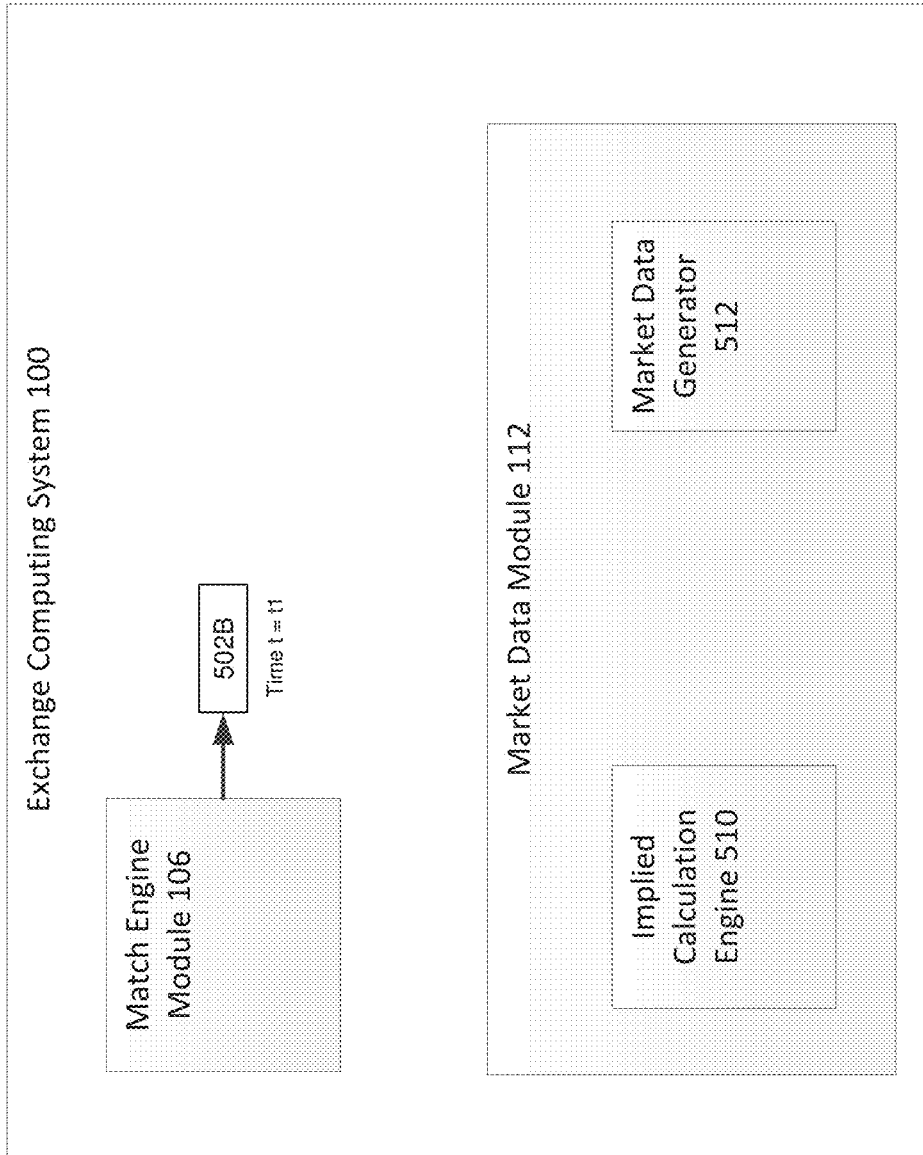 Exchange Computing System 100
Match Engine
Module 106
502B
Time t = t1
Market Data Module 112
Implied
Calculation
Engine 510
Market Data
Generator
512